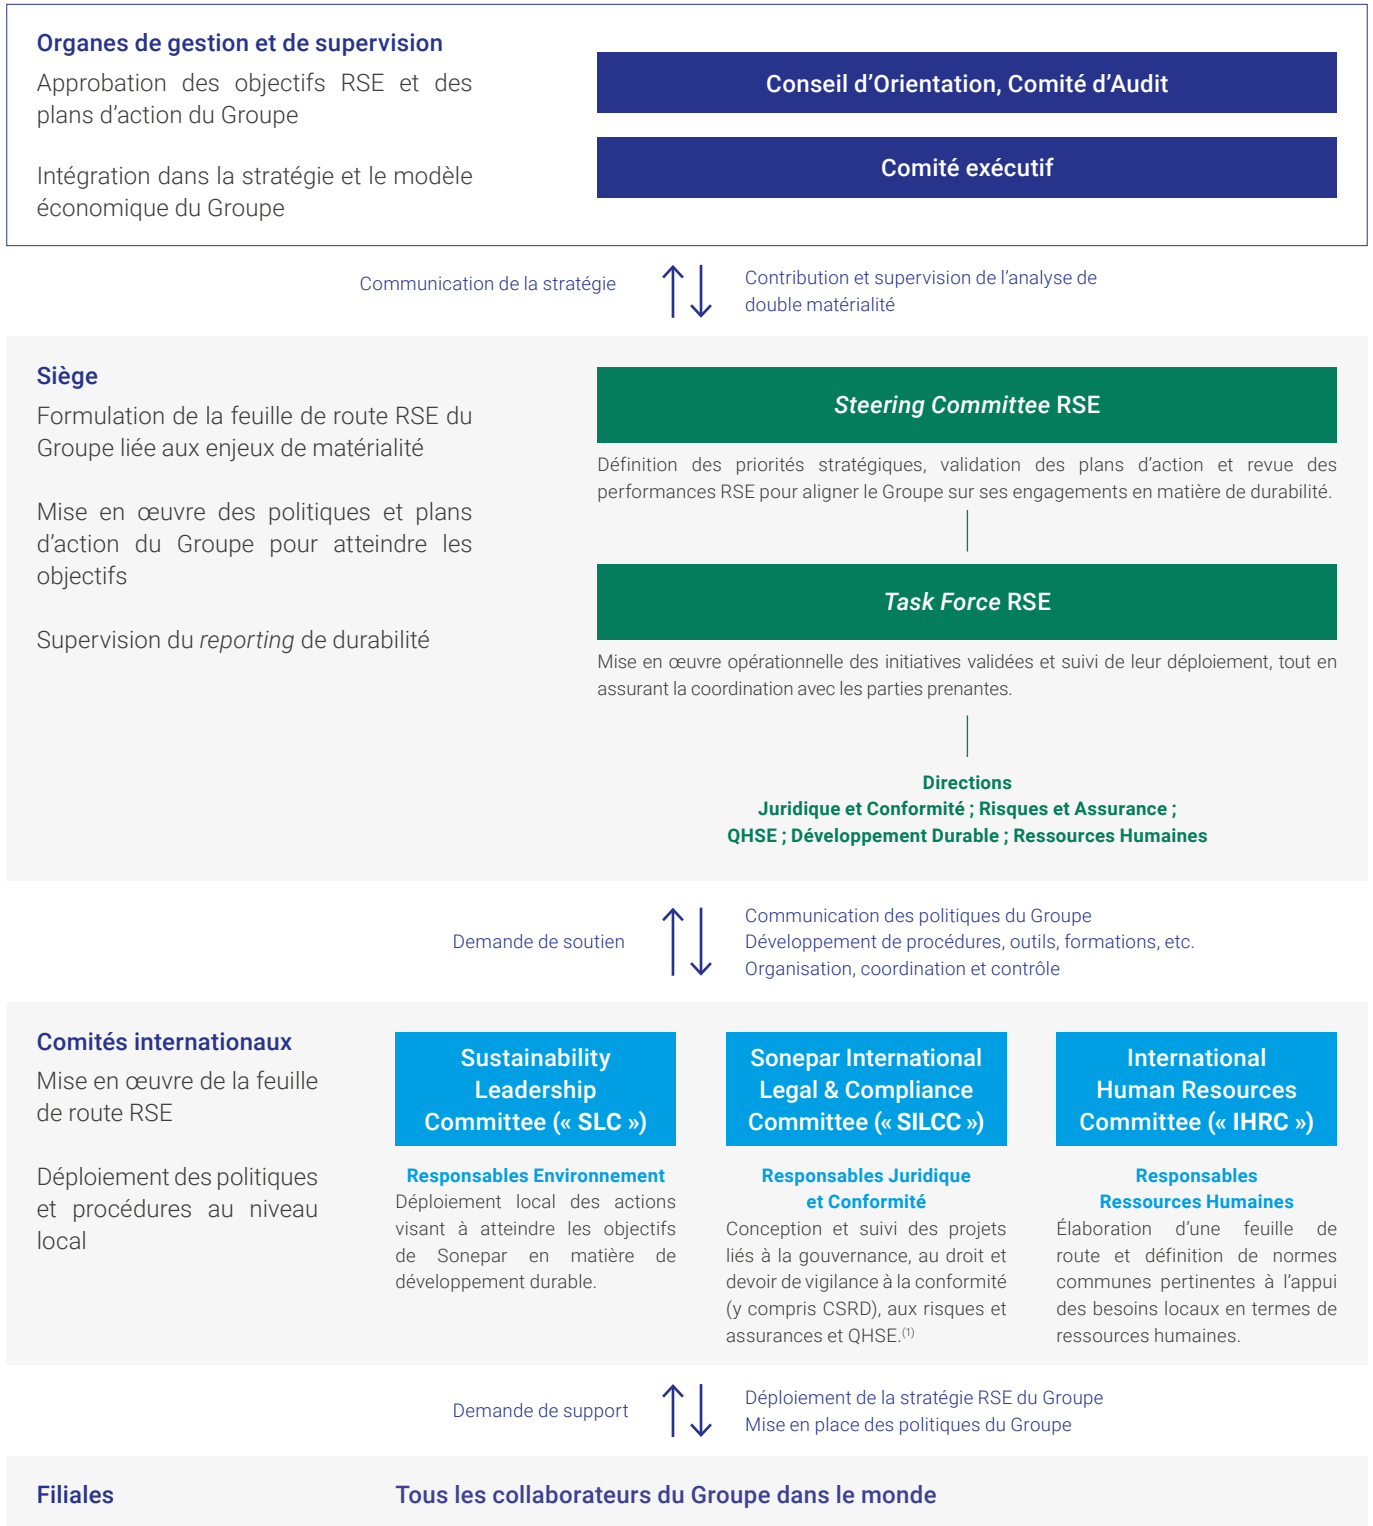 Organes de gestion et de supervision
Approbation des objectifs RSE et des
plans d'action du Groupe
Intégration dans la stratégie et le modèle
économique du Groupe
Conseil d'Orientation, Comité d'Audit
Comité exécutif
Communication de la stratégie
Contribution et supervision de l'analyse de
double matérialité
Siège
Formulation de la feuille de route RSE du
Groupe liée aux enjeux de matérialité
Mise en œuvre des politiques et plans
d'action du Groupe pour atteindre les
objectifs
Supervision du reporting de durabilité
Steering Committee RSE
Définition des priorités stratégiques, validation des plans d'action et revue des
performances RSE pour aligner le Groupe sur ses engagements en matière de durabilité.
Task Force RSE
Mise en œuvre opérationnelle des initiatives validées et suivi de leur déploiement, tout en
assurant la coordination avec les parties prenantes.
Directions
Juridique et Conformité ; Risques et Assurance ;
QHSE ; Développement Durable ; Ressources Humaines
Demande de soutien
Communication des politiques du Groupe
Développement de procédures, outils, formations, etc.
Organisation, coordination et contrôle
Comités internationaux
Mise en œuvre de la feuille
de route RSE
Déploiement des politiques
et procédures au niveau
local
Sustainability
Leadership
Committee (« SLC »)
Responsables Environnement
Déploiement local des actions
visant à atteindre les objectifs
de Sonepar en matière de
développement durable.
Sonepar International
Legal & Compliance
Committee (« SILCC »)
Responsables Juridique
et Conformité
Conception et suivi des projets
liés à la gouvernance, au droit et
devoir de vigilance à la conformité
(y compris CSRD), aux risques et
assurances et QHSE.(1)
International
Human Resources
Committee (« IHRC »)
Responsables
Ressources Humaines
Élaboration d'une feuille de
route et définition de normes
communes pertinentes à l'appui
des besoins locaux en termes de
ressources humaines.
Demande de support
Déploiement de la stratégie RSE du Groupe
Mise en place des politiques du Groupe
Filiales
Tous les collaborateurs du Groupe dans le monde